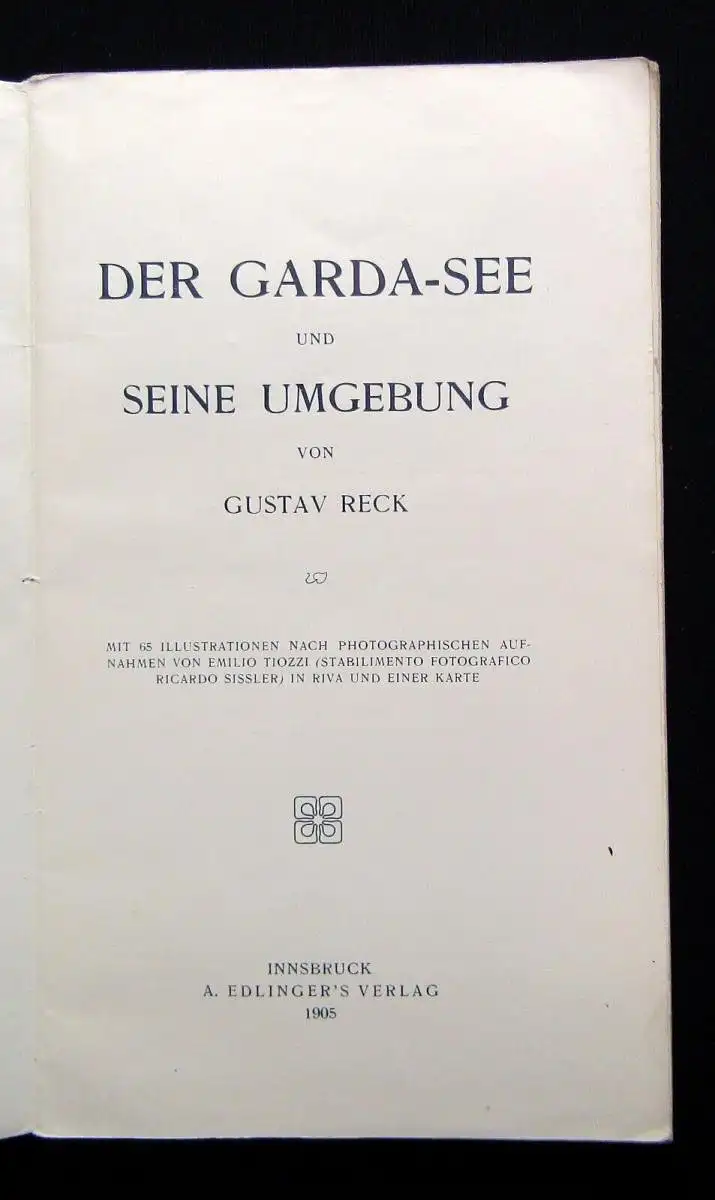 DER GARDA-SEE
UND
SEINE UMGEBUNG
VON
GUSTAV RECK
MIT 65 ILLUSTRATIONEN NACH PHOTOGRAPHISCHEN AUF-
NAHMEN VON EMILIO TIOZZI (STABILIMENTO FOTOGRAFICO
RICARDO SISSLER) IN RIVA UND EINER KARTE
INNSBRUCK
A. EDLINGER'S VERLAG
1905